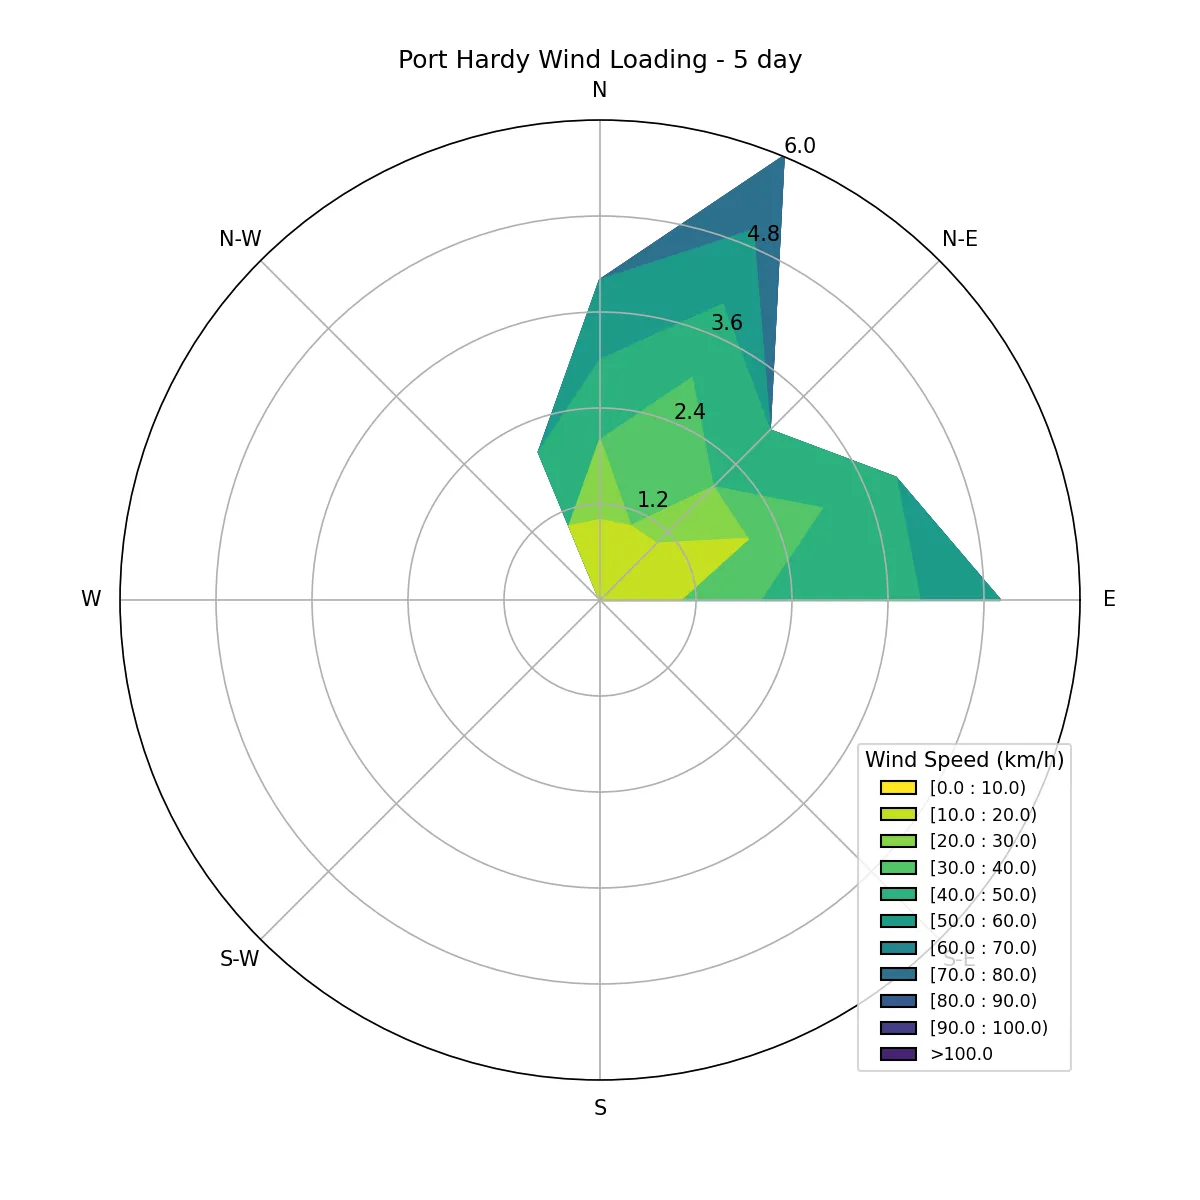 Port Hardy Wind Loading - 5 day
N
6.0
4.8
N-W
N-E
3.6
2.4
1.2
W
E
Wind Speed (km/h)
[0.0 : 10.0)
[10.0 : 20.0)
[20.0 : 30.0)
[30.0 : 40.0)
[40.0 : 50.0)
[50.0 : 60.0)
[60.0 : 70.0)
[70.0 : 80.0)
[80.0 : 90.0)
[90.0 : 100.0)
>100.0
S-W
S-E
S